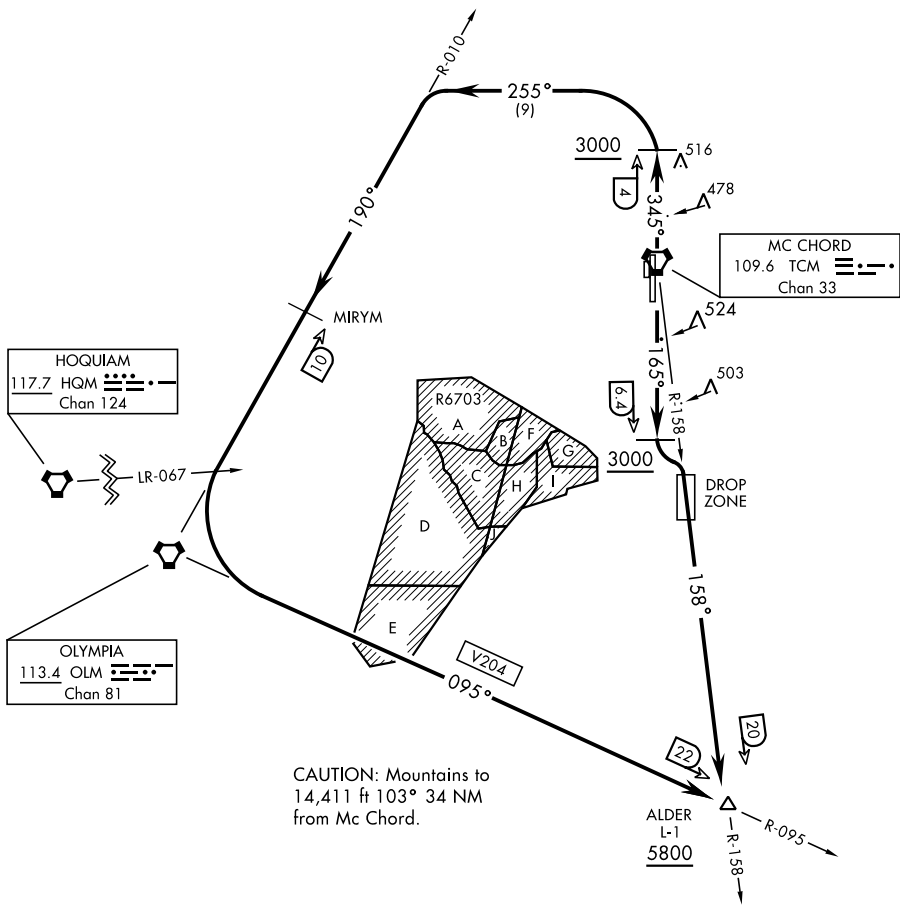 R-010
255°
(9)
3000
516
4
478
345°
190°
MC CHORD
109.6 TCM
Chan 33
MIRYM
10
524
HOQUIAM
117.7 HQM
Chan 124
165°
503
R-158
6.4
R6703
A
B
F
G
3000
LR-067
C
H
I
DROP
ZONE
D
J
158°
E
OLYMPIA
113.4 OLM
Chan 81
V204
095°
20
22
CAUTION: Mountains to
14,411 ft 103° 34 NM
from Mc Chord.
ALDER
L-1
5800
R-095
R-158